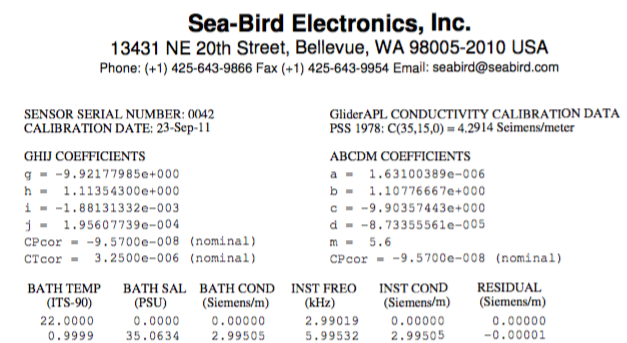 Sea-Bird Electronics, Inc.
13431 NE 20th Street, Bellevue, WA 98005-2010 USA
Phone: (+1) 425-643-9866 Fax (+1) 425-643-9954 Email: seabird@seabird.com
SENSOR SERIAL NUMBER: 0042
CALIBRATION DATE: 23-Sep-11
GliderAPL CONDUCTIVITY CALIBRATION DATA
PSS 1978: C(35,15,0) = 4.2914 Seimens/meter
GHIJ COEFFICIENTS
g = -9.92177985e+000
h = 1.11354300e+000
i = -1.88131332e-003
j = 1.95607739e-004
CPcor = -9.5700e-008 (nominal)
CTcor = 3.2500e-006 (nominal)
ABCDM COEFFICIENTS
a = 1.63100389e-006
b = 1.10776667e+000
c = -9.90357443e+000
d = -8.73355561e-005
m = 5.6
CPcor = -9.5700e-008 (nominal)
BATH TEMP BATH SAL BATH COND INST FREO INST COND RESIDUAL
(ITS-90) (PSU) (Siemens/m) (kHz) (Siemens/m) (Siemens/m)
22.0000 0.0000 0.00000 2.99019 0.00000 0.00000
0.9999 35.0634 2.99505 5.99532 2.99505 -0.00001